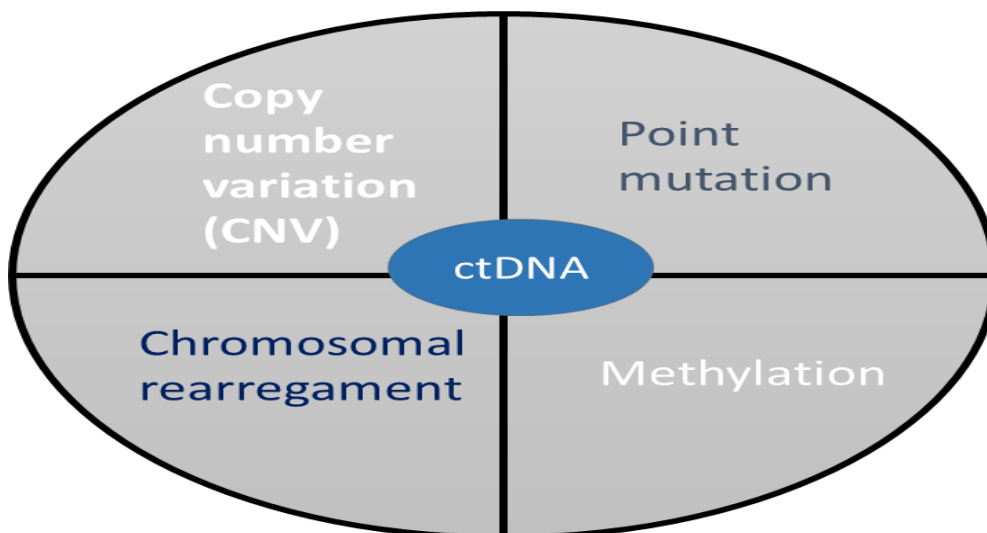 Copy
number
variation
(CNV)
Point
mutation
ctDNA
Chromosomal
rearregament
Methylation